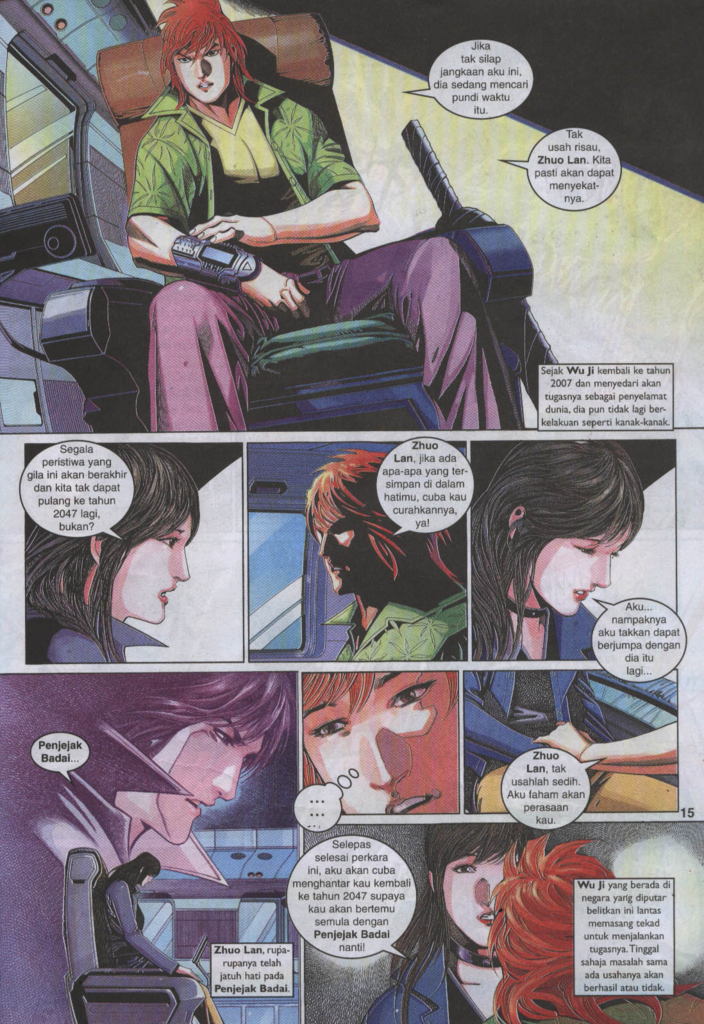 Jika
tak silap
jangkaan aku ini,
dia sedang mencari
pundi waktu
itu.
Tak
usah risau,
Zhuo Lan. Kita
pasti akan dapat
menyekat-
nya.
Sejak Wu Ji kembali ke tahun
2007 dan menyedari akan
tugasnya sebagai penyelamat
dunia, dia pun tidak lagi ber-
kelakuan seperti kanak-kanak.
Segala
peristiwa yang
gila ini akan berakhir
dan kita tak dapat
pulang ke tahun
2047 lagi,
bukan?
Zhuo
Lan, jika ada
apa-apa yang ter-
simpan di dalam
hatimu, cuba kau
curahkannya,
ya!
Aku...
nampaknya
aku takkan dapat
berjumpa dengan
dia itu
lagi...
Penjejak
Badai...
Zhuo Lan, rupa-
rupanya telah
jatuh hati pada
Penjejak Badai.
...
...
Zhuo
Lan, tak
usahlah sedih.
Aku faham akan
perasaan
kau.
15
Selepas
selesai perkara
ini, aku akan cuba
menghantar kau kembali
ke tahun 2047 supaya
kau akan bertemu
semula dengan
Penjejak Badai
nanti!
Wu Ji yang berada di
negara yang diputar
belitkan ini lantas
memasang tekad
untuk menjalankan
tugasnya. Tinggal
sahaja masalah sama
ada usahanya akan
berhasil atau tidak.